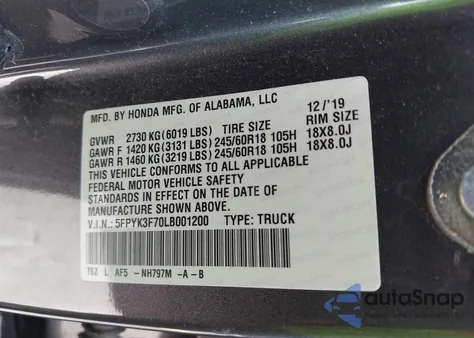 MFD. BY HONDA MFG. OF ALABAMA, LLC 12/'19
GVWR 2730 KG(6019 LBS) TIRE SIZE RIM SIZE
GAWR F 1420 KG(3131 LBS)245/60R18 105H 18X8.0J
GAWR R 1460 KG(3219 LBS)245/60R18 105H 18X8.0J
THIS VEHICLE CONFORMS TO ALL APPLICABLE
FEDERAL MOTOR VEHICLE SAFETY
STANDARDS IN EFFECT ON THE DATE OF
MANUFACTURE SHOWN ABOVE.
V.I.N.: 5FPYK3F70LB001200 TYPE: TRUCK
T6Z L AF5 -NH797M -A-B
autoSnap